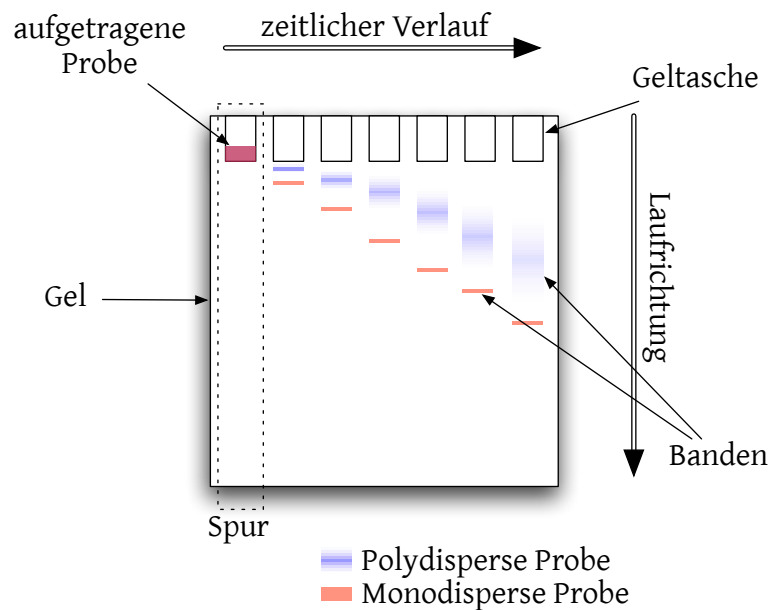 aufgetragene
Probe
zeitlicher Verlauf
Geltasche
Laufrichtung
Gel
Banden
Spur
Polydisperse Probe
Monodisperse Probe